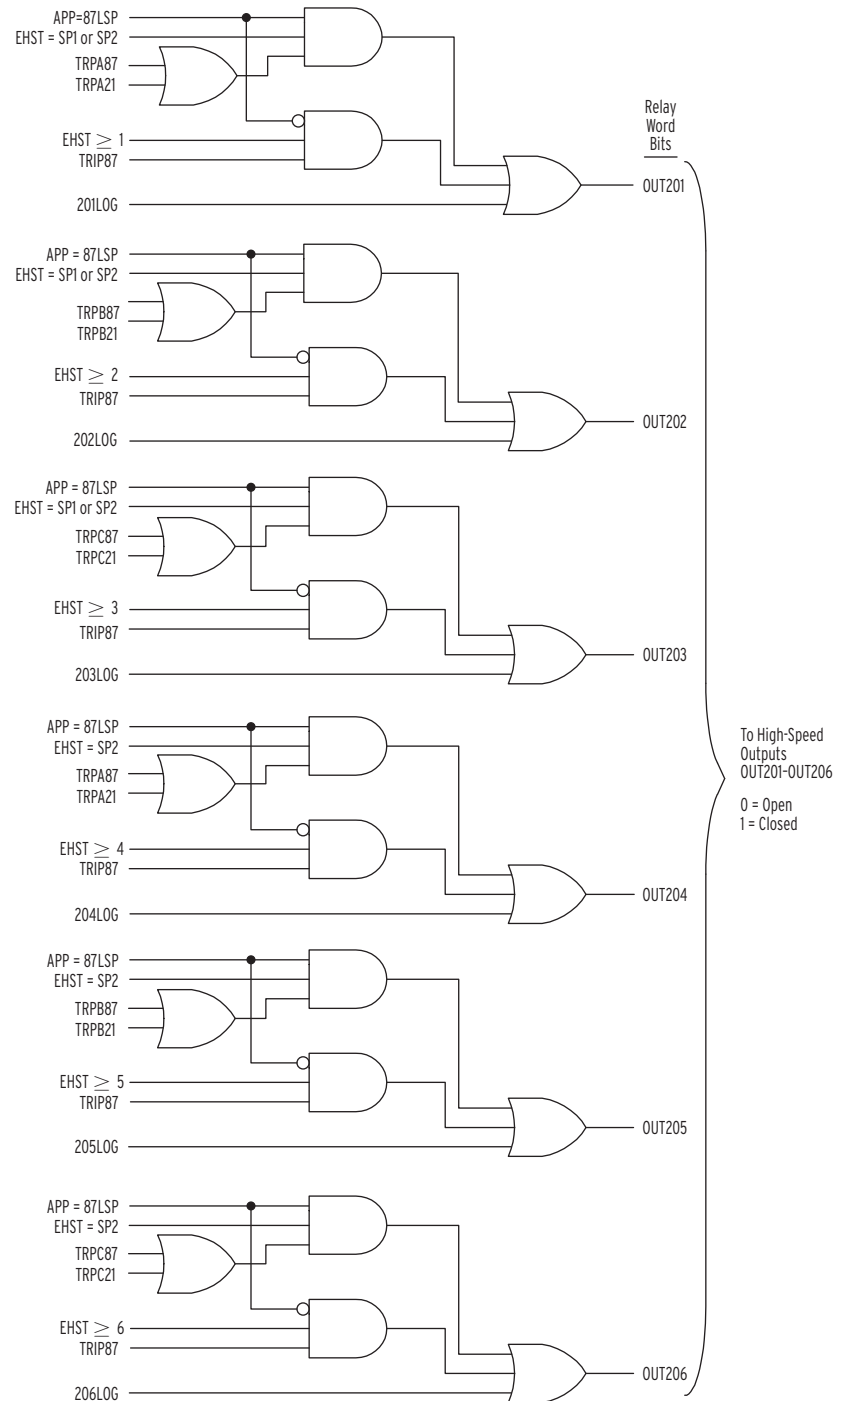 APP=87LSP
EHST = SP1 or SP2
TRPA87
TRPA21
EHST ≥ 1
TRIP87
201LOG
Relay
Word
Bits
OUT201
APP = 87LSP
EHST = SP1 or SP2
TRPB87
TRPB21
EHST ≥ 2
TRIP87
202LOG
OUT202
APP = 87LSP
EHST = SP1 or SP2
TRPC87
TRPC21
EHST ≥ 3
TRIP87
203LOG
OUT203
APP = 87LSP
EHST = SP2
TRPA87
TRPA21
EHST ≥ 4
TRIP87
204LOG
OUT204
To High-Speed
Outputs
OUT201-OUT206
0 = Open
1 = Closed
APP = 87LSP
EHST = SP2
TRPB87
TRPB21
EHST ≥ 5
TRIP87
205LOG
OUT205
APP = 87LSP
EHST = SP2
TRPC87
TRPC21
EHST ≥ 6
TRIP87
206LOG
OUT206